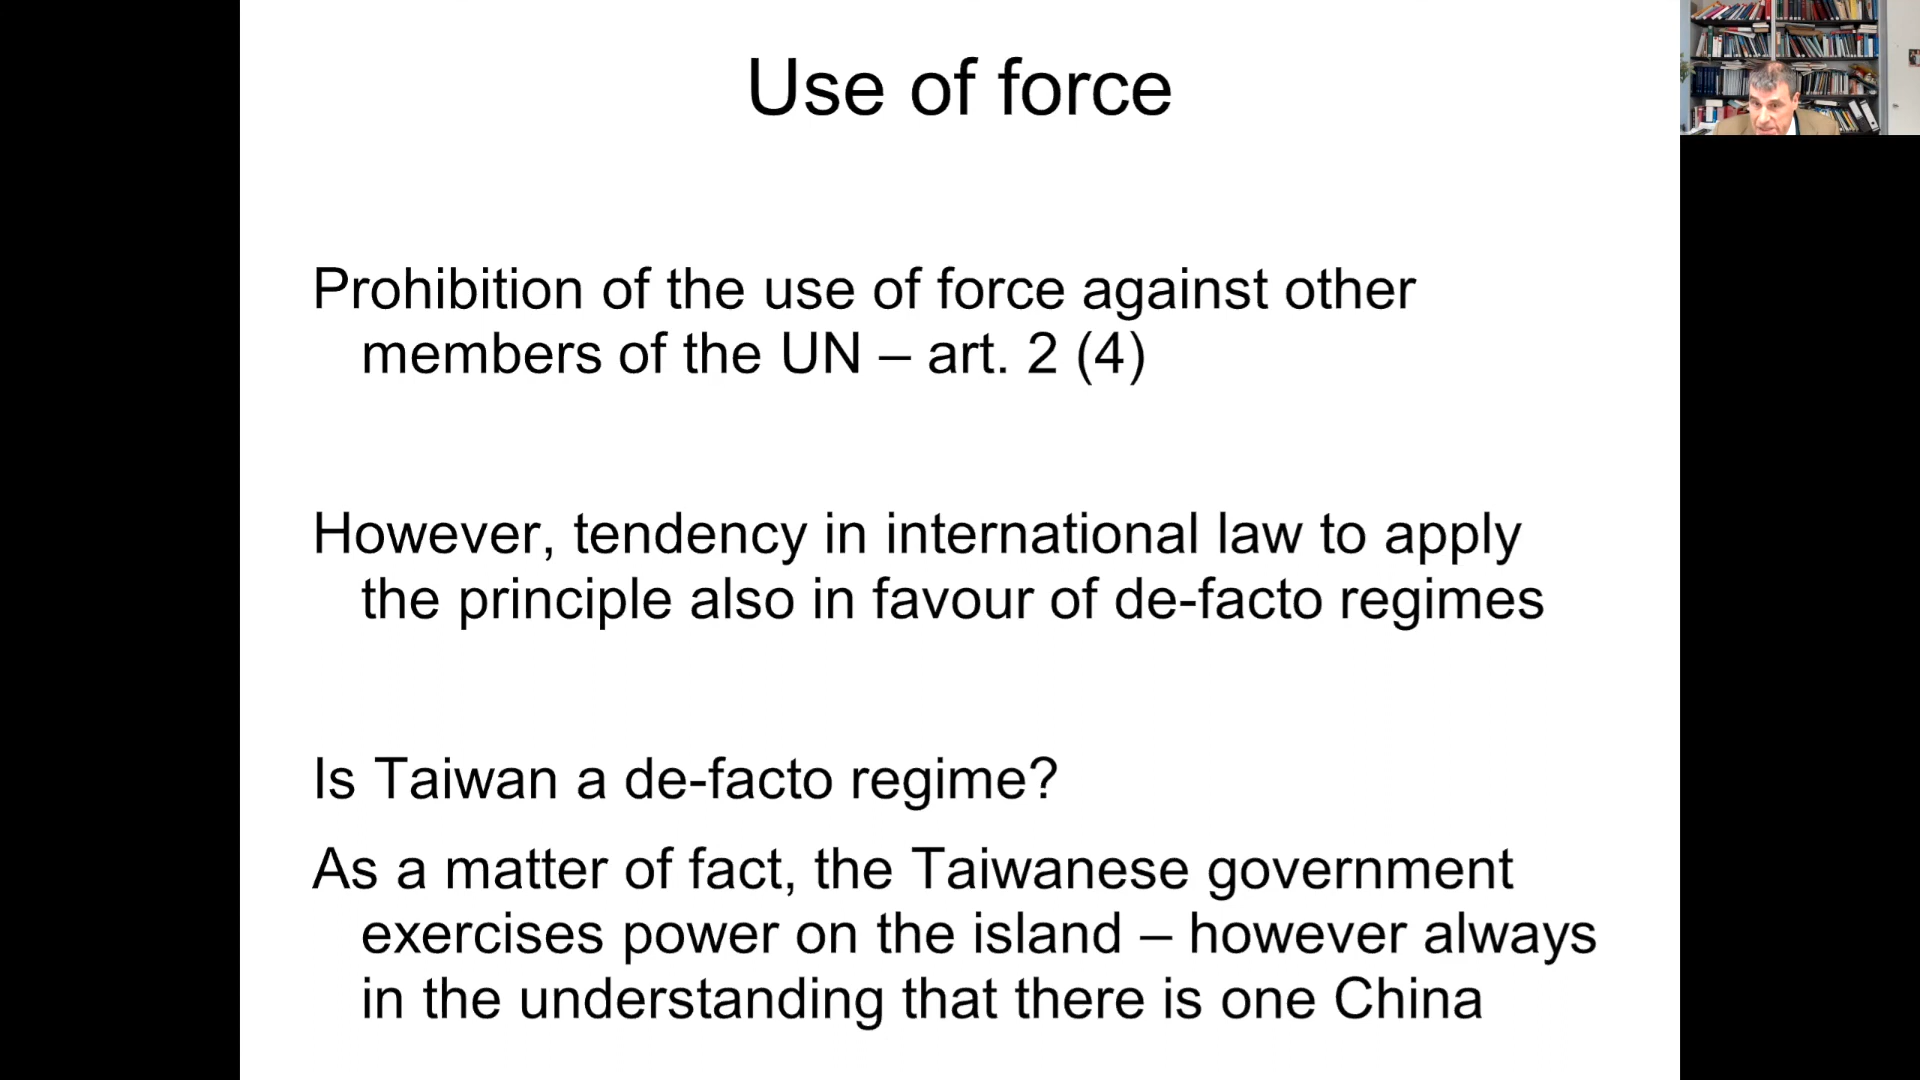 Use of force
Prohibition of the use of force against other
members of the UN – art. 2 (4)
However, tendency in international law to apply
the principle also in favour of de-facto regimes
Is Taiwan a de-facto regime?
As a matter of fact, the Taiwanese government
exercises power on the island – however always
in the understanding that there is one China